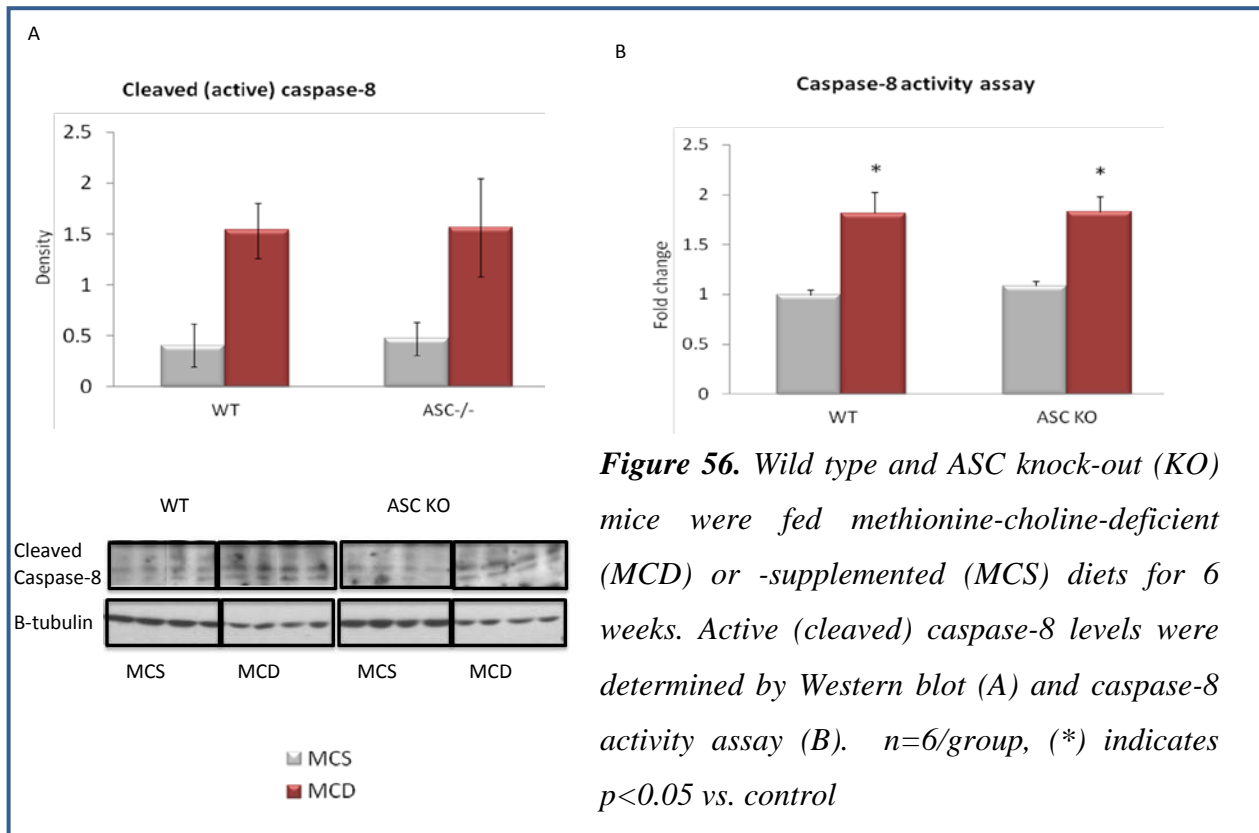 A
Cleaved (active) caspase-8
2.5
2
1.5
1
0.5
0
Density
WT
ASC-/-
B
Caspase-8 activity assay
2.5
2
1.5
1
0.5
0
Fold change
*
*
WT
ASC KO
WT
ASC KO
Cleaved
Caspase-8
B-tubulin
MCS
MCD
MCS
MCD
MCS
MCD
Figure 56. Wild type and ASC knock-out (KO)
mice were fed methionine-choline-deficient
(MCD) or -supplemented (MCS) diets for 6
weeks. Active (cleaved) caspase-8 levels were
determined by Western blot (A) and caspase-8
activity assay (B). n=6/group, (*) indicates
p<0.05 vs. control